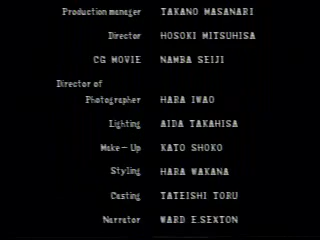 Production manager TAKANO MASANARI
Director HOSOKI MITSUHISA
CG MOVIE NAMBA SEIJI
Director of
Photographer HARA IWAO
Lighting AIDA TAKAHISA
Make-Up KATO SHOKO
Styling HARA WAKANA
Casting TATEISHI TORU
Narrator WARD E.SEXTON